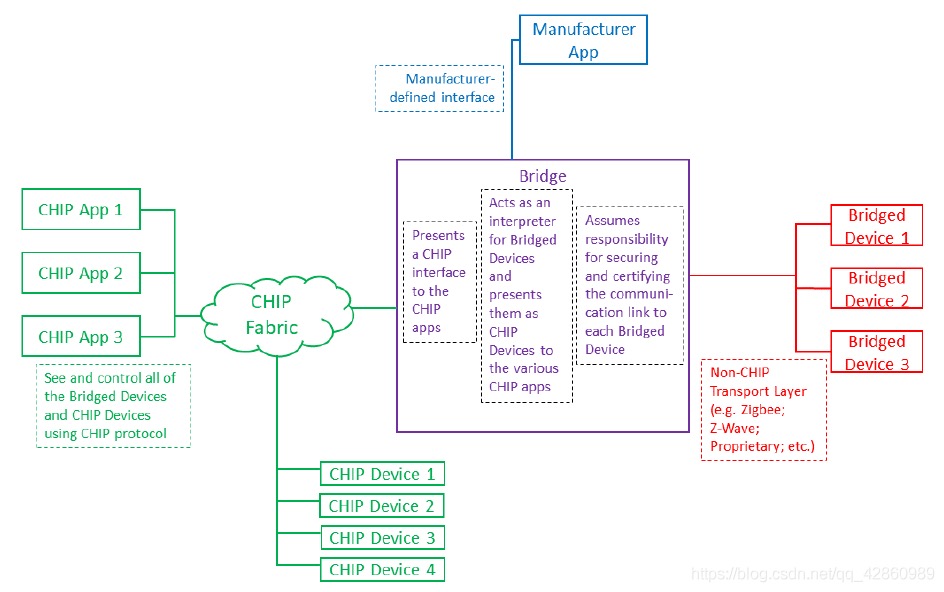 Manufacturer
App
Manufacturer-
defined interface
Bridge
Presents
a CHIP
interface
to the
CHIP
apps
Acts as an
interpreter
for Bridged
Devices
and
presents
them as
CHIP
Devices to
the various
CHIP apps
Assumes
responsibility
for securing
and certifying
the communi-
cation link to
each Bridged
Device
CHIP App 1
CHIP App 2
CHIP App 3
CHIP
Fabric
See and control all of
the Bridged Devices
and CHIP Devices
using CHIP protocol
Bridged
Device 1
Bridged
Device 2
Bridged
Device 3
Non-CHIP
Transport Layer
(e.g. Zigbee;
Z-Wave;
Proprietary; etc.)
CHIP Device 1
CHIP Device 2
CHIP Device 3
CHIP Device 4
https://blog.csdn.net/qq_42860989